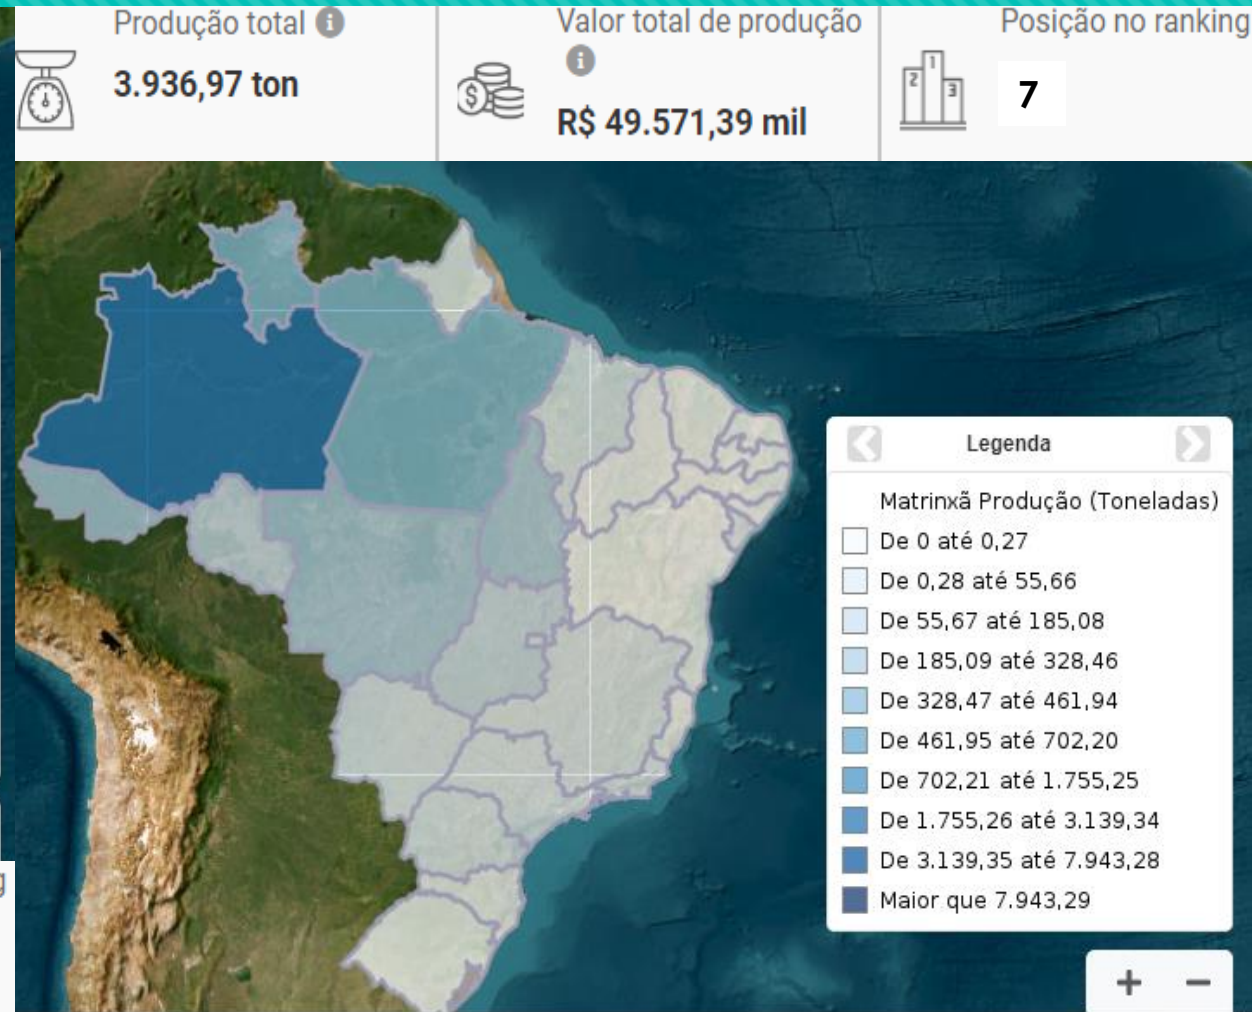 Produção total
3.936,97 ton
Valor total de produção
R$ 49.571,39 mil
Posição no ranking
2 1 3
7
Legenda
Matrinxã Produção (Toneladas)
De 0 até 0,27
De 0,28 até 55,66
De 55,67 até 185,08
De 185,09 até 328,46
De 328,47 até 461,94
De 461,95 até 702,20
De 702,21 até 1.755,25
De 1.755,26 até 3.139,34
De 3.139,35 até 7.943,28
Maior que 7.943,29
+ −